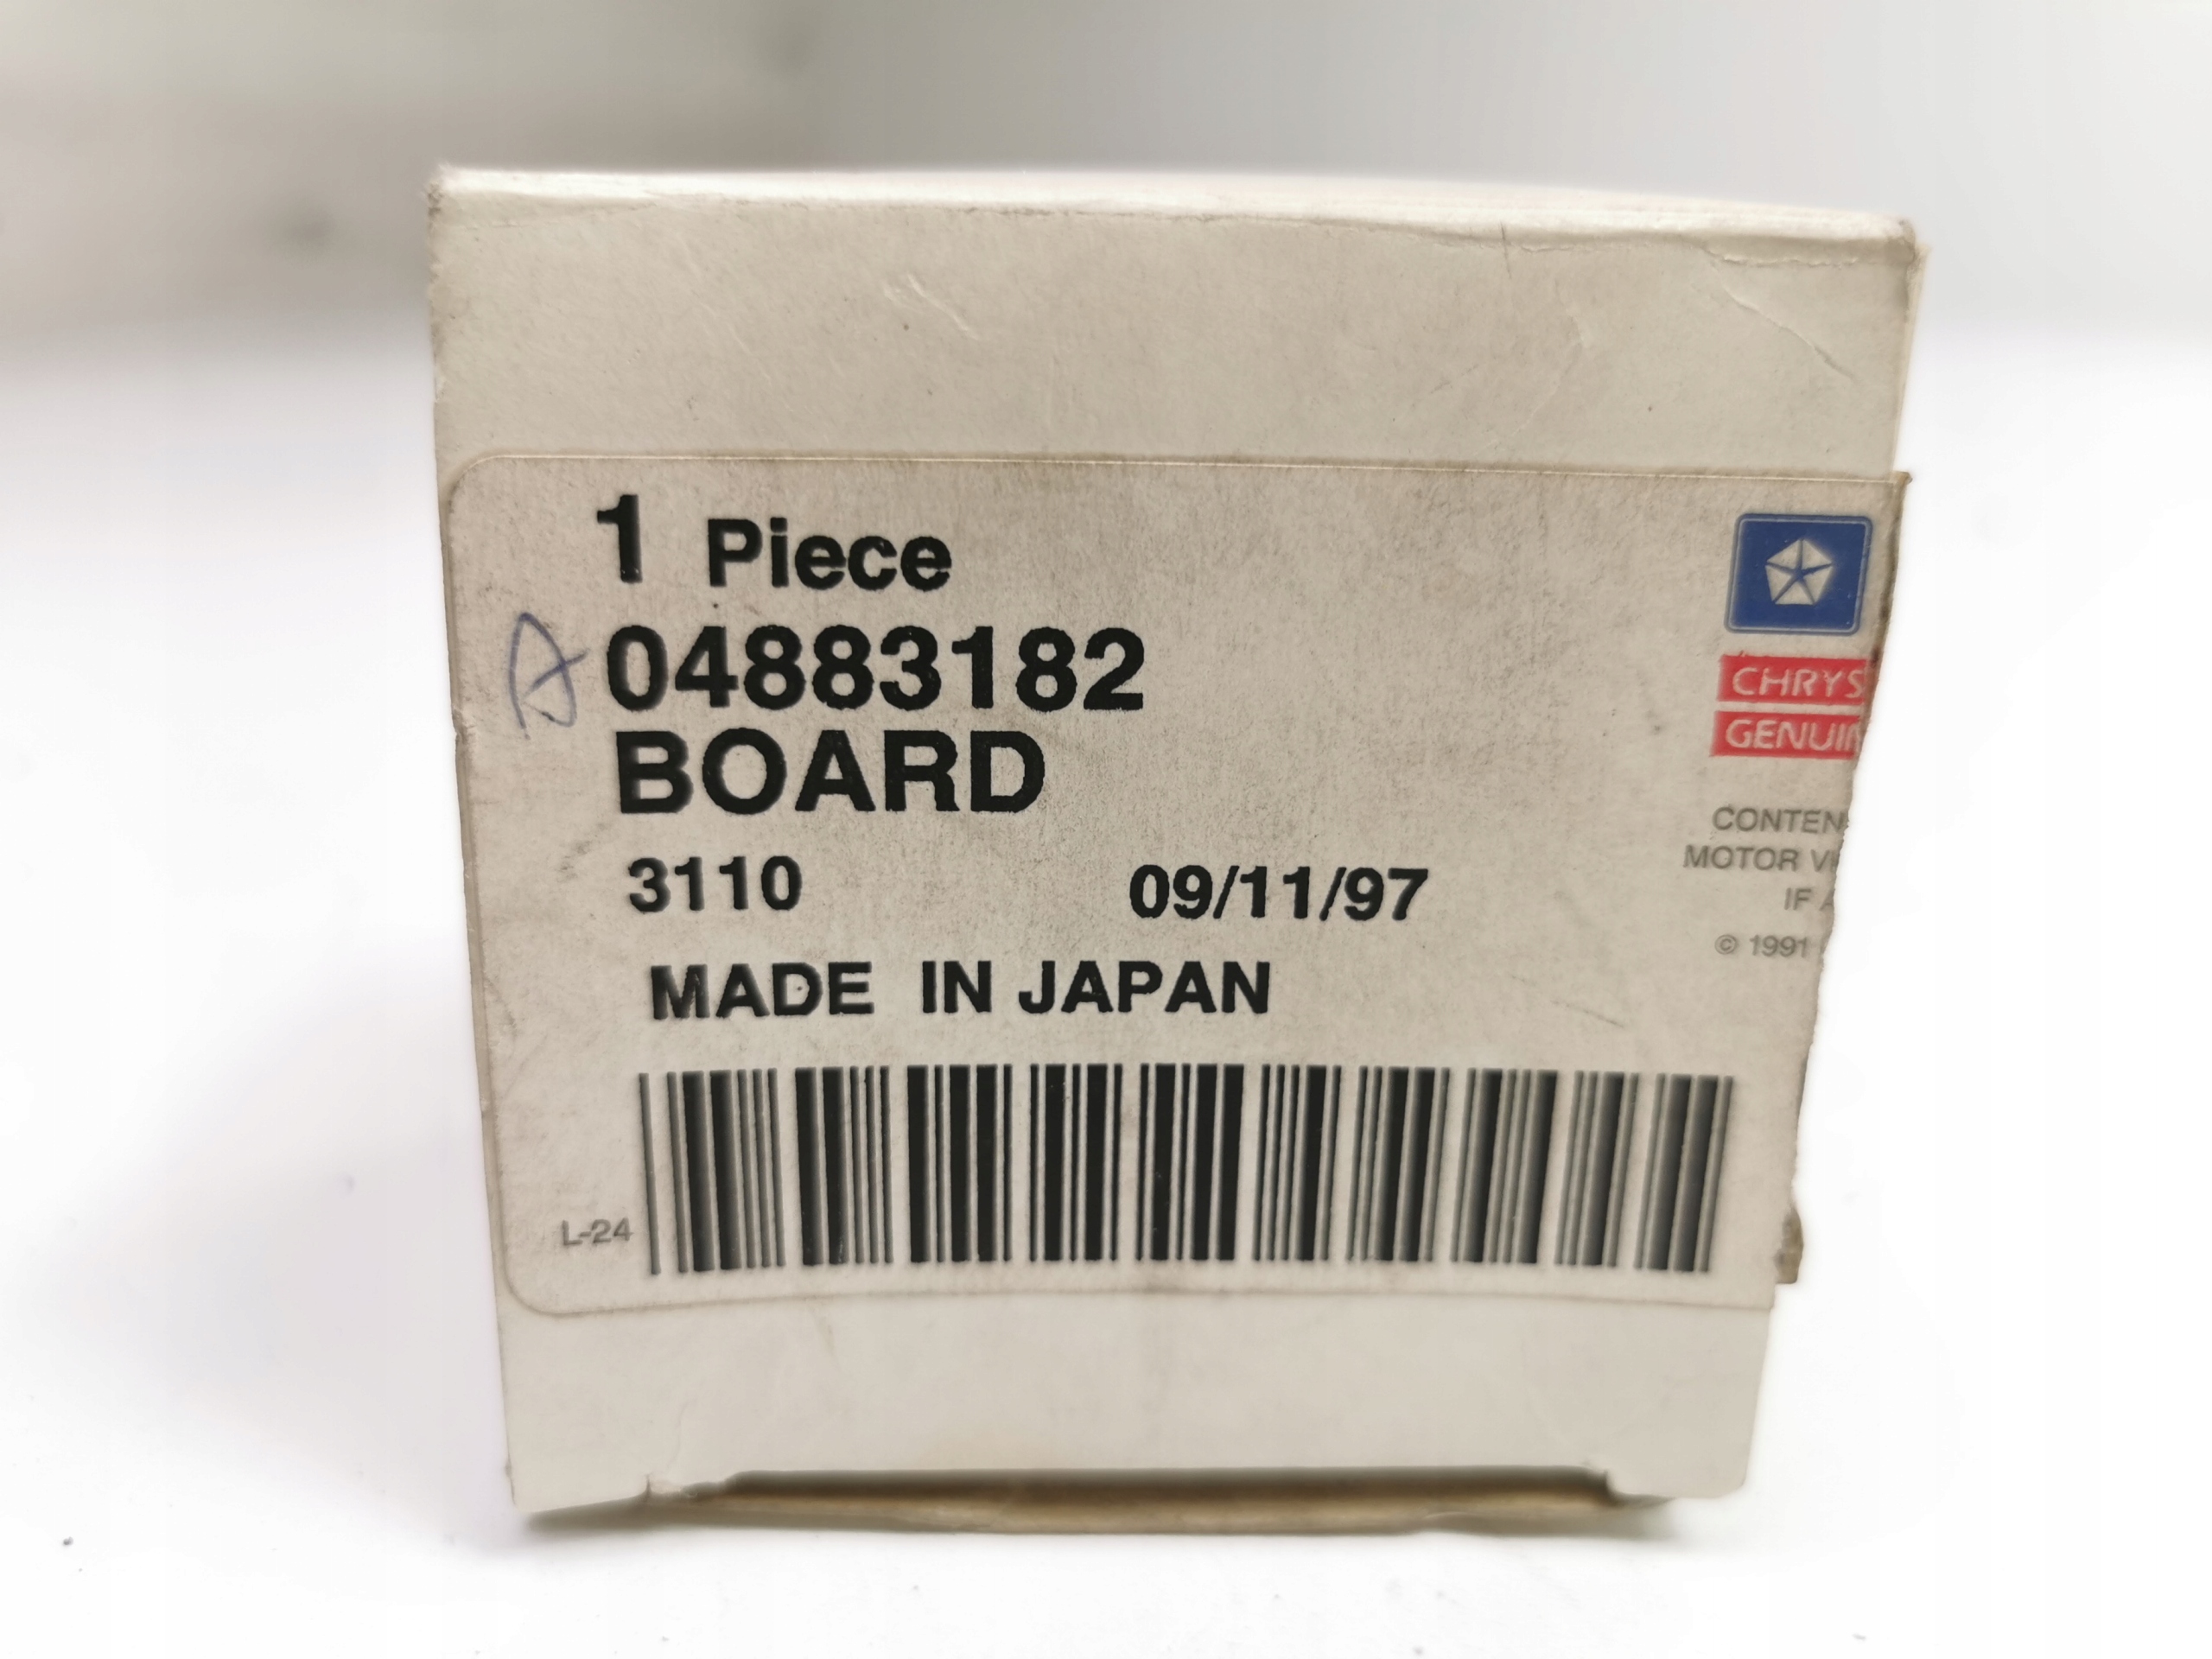 1 Piece
A 04883182
BOARD
3110 09/11/97
MADE IN JAPAN
L-24
CHRYS
GENUIN
CONTEN
MOTOR V
IF A
© 1991